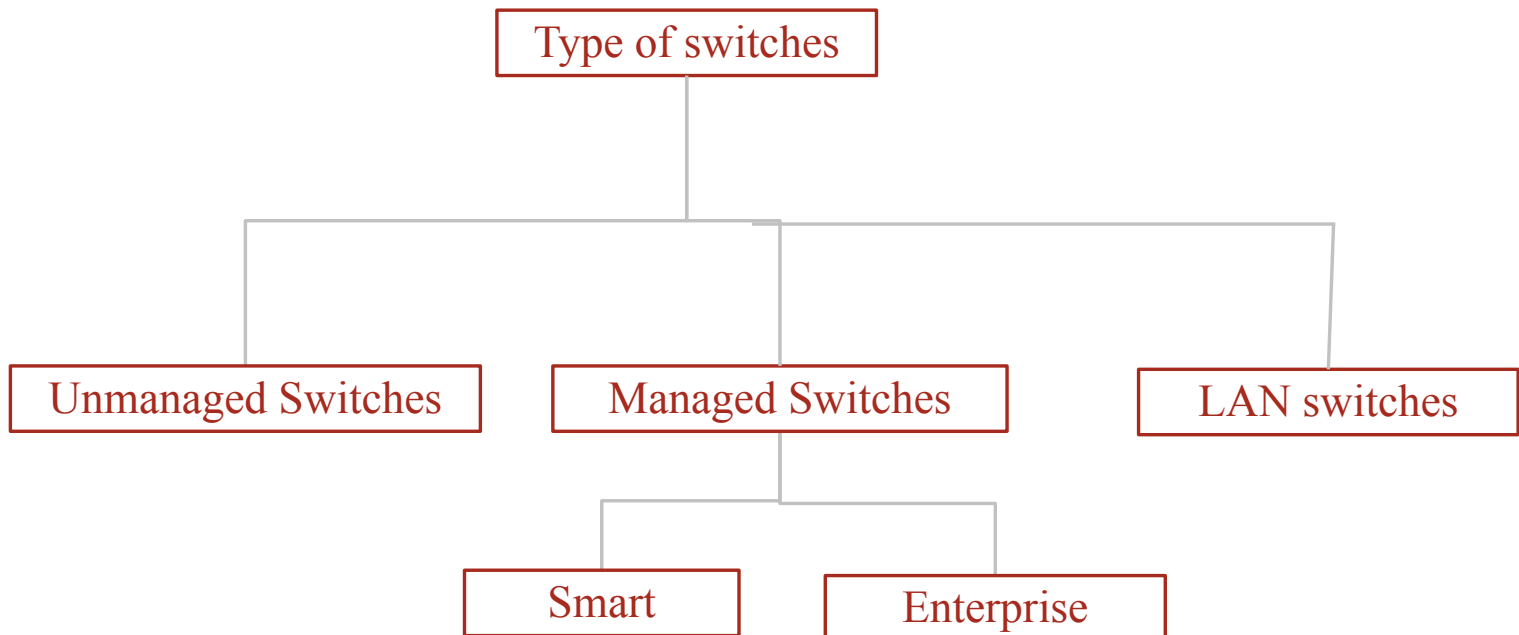 Type of switches
Unmanaged Switches
Managed Switches
LAN switches
Smart
Enterprise